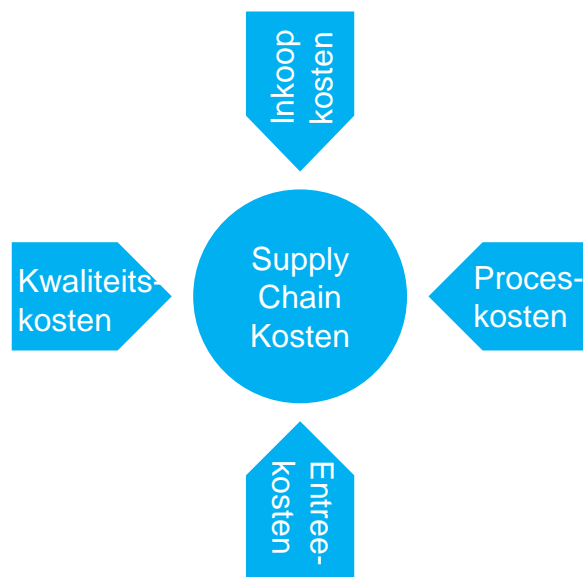 Inkoop
kosten
Kwaliteits-
kosten
Supply
Chain
Kosten
Proces-
kosten
Entree-
kosten